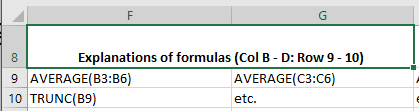 F G
8 Explanations of formulas (Col B - D: Row 9 - 10)
9 AVERAGE(B3:B6) AVERAGE(C3:C6)
10 TRUNC(B9) etc.